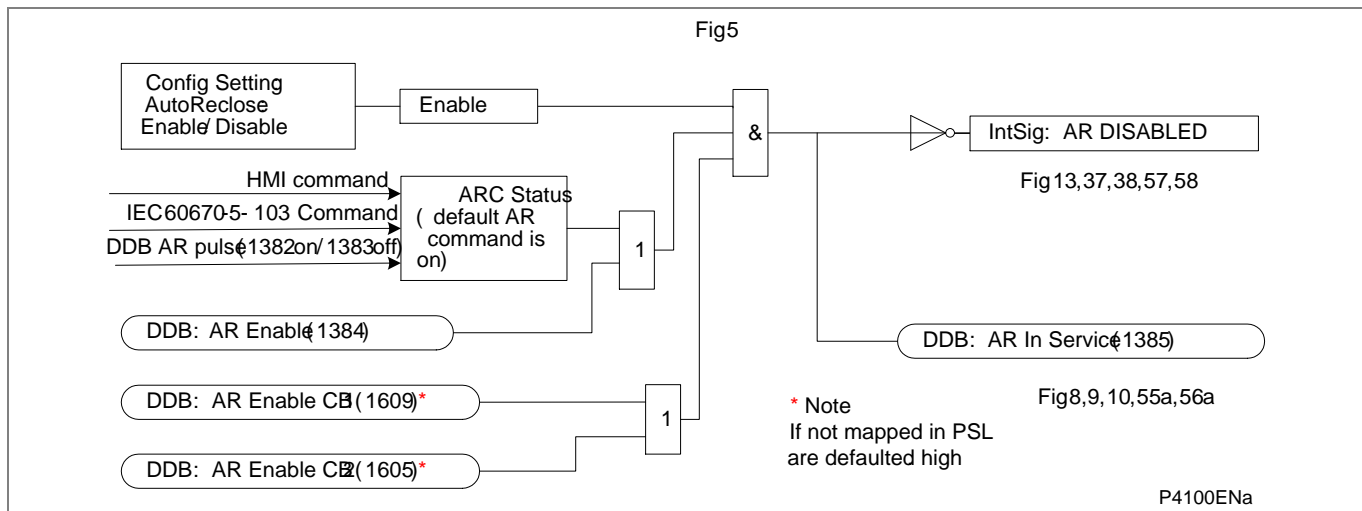 Fig5
Config Setting
AutoReclose
Enable/ Disable
Enable
&
IntSig: AR DISABLED
Fig13,37,38,57,58
HMI command
IEC60670-5- 103 Command
DDB AR pulse(1382on/ 1383off)
ARC Status
( default AR
command is
on)
1
DDB: AR Enable(1384)
DDB: AR In Service(1385)
Fig8,9,10,55a,56a
DDB: AR Enable CB1(1609)*
1
DDB: AR Enable CB2(1605)*
* Note
If not mapped in PSL
are defaulted high
P4100ENa